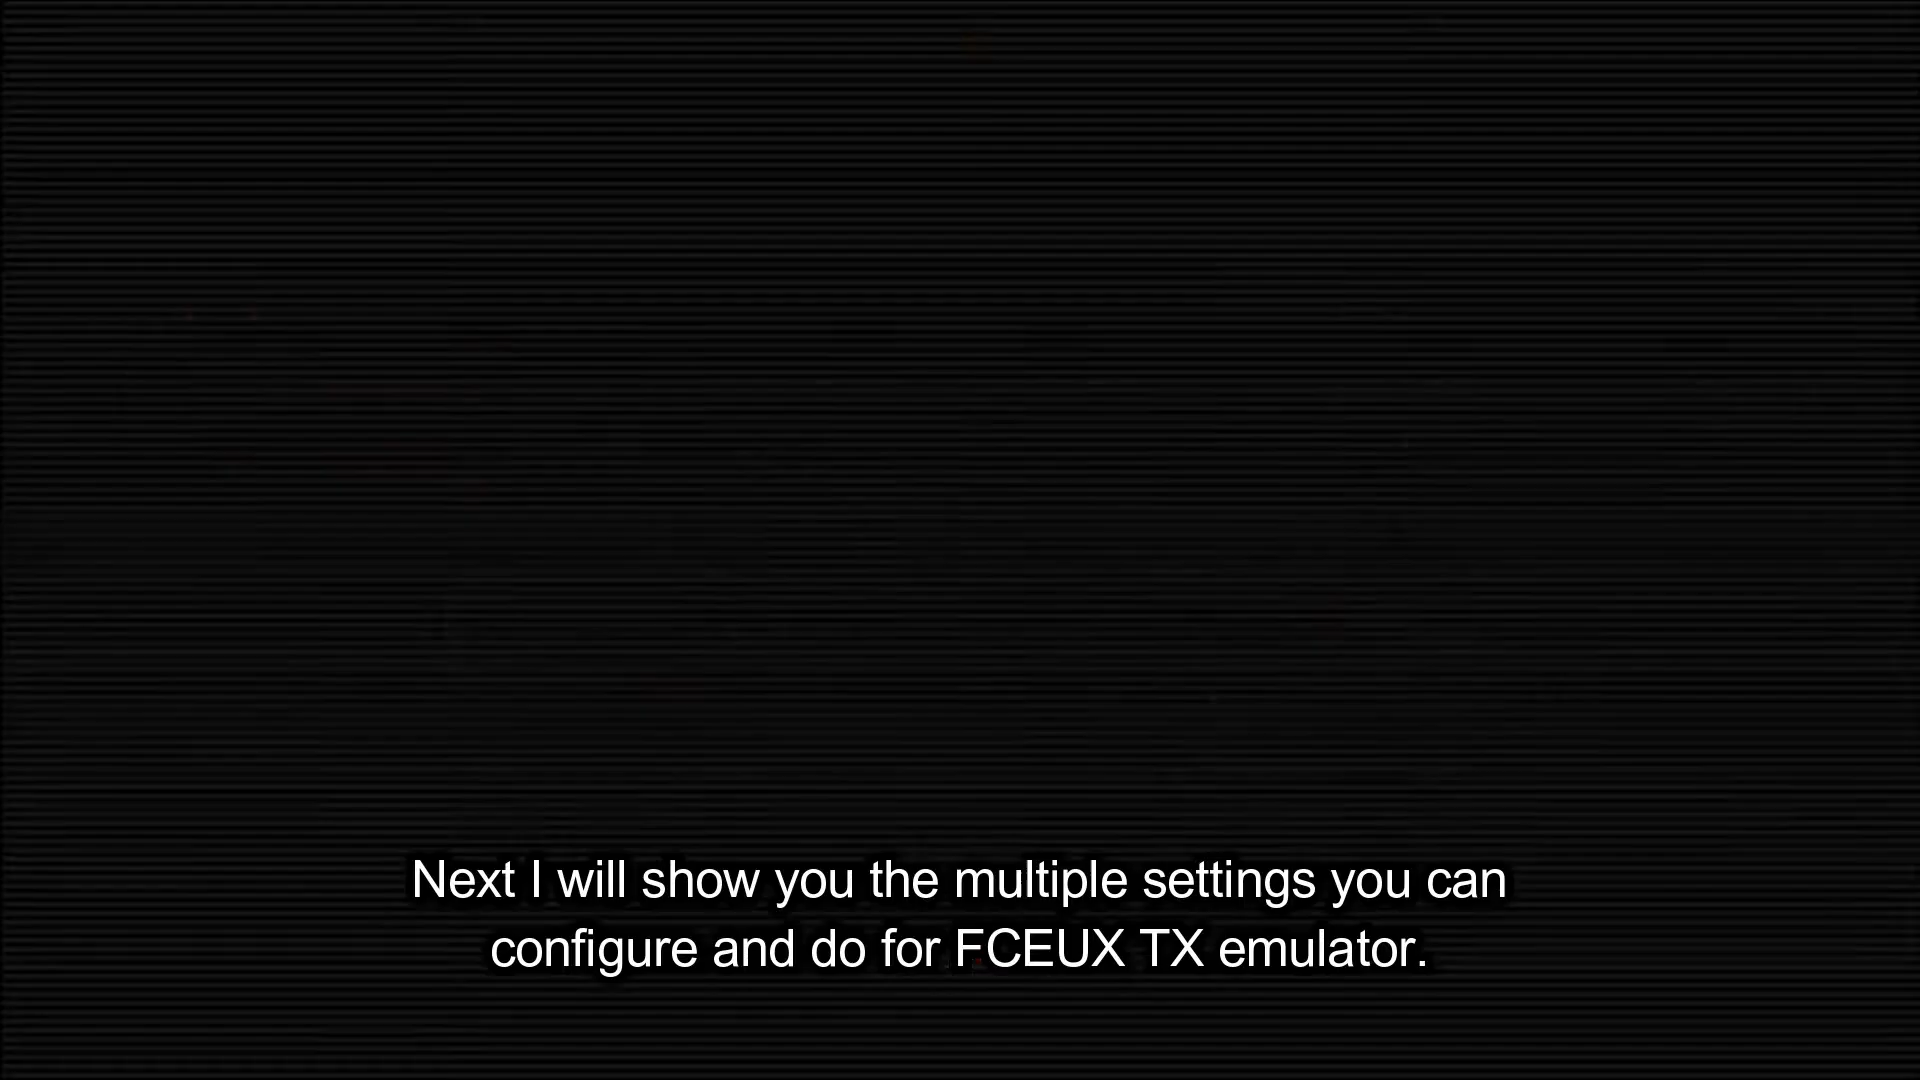 Next I will show you the multiple settings you can
configure and do for FCEUX TX emulator.